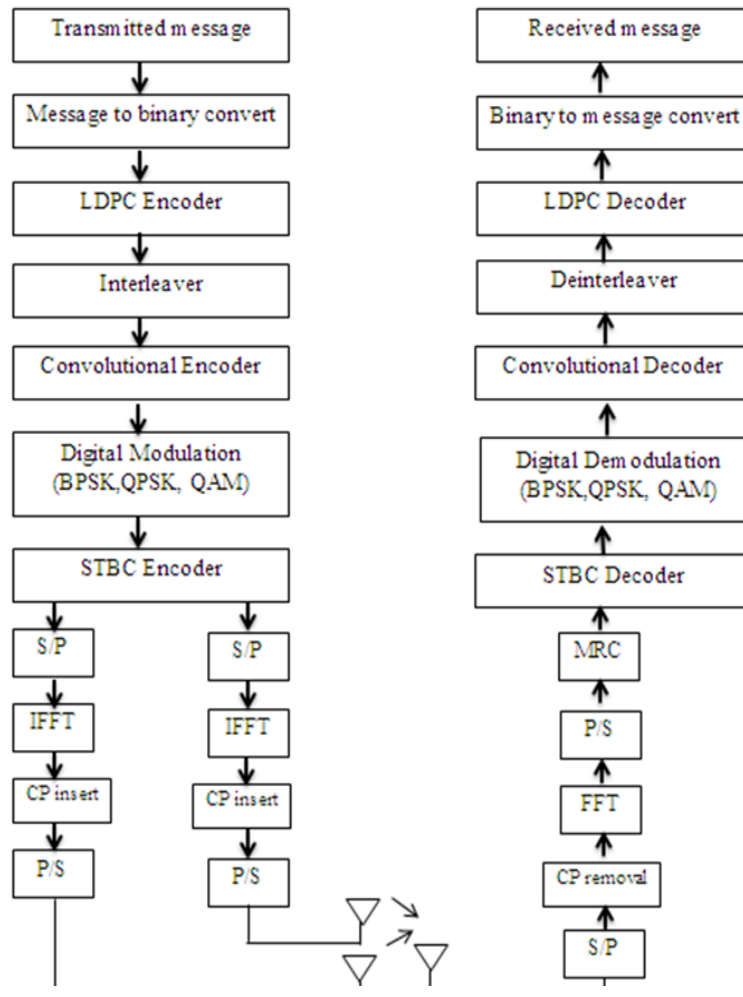 Transmitted message
Message to binary convert
LDPC Encoder
Interleaver
Convolutional Encoder
Digital Modulation
(BPSK,QPSK, QAM)
STBC Encoder
S/P
IFFT
CP insert
P/S
S/P
IFFT
CP insert
P/S
Received message
Binary to message convert
LDPC Decoder
Deinterleaver
Convolutional Decoder
Digital Demodulation
(BPSK,QPSK, QAM)
STBC Decoder
MRC
P/S
FFT
CP removal
S/P